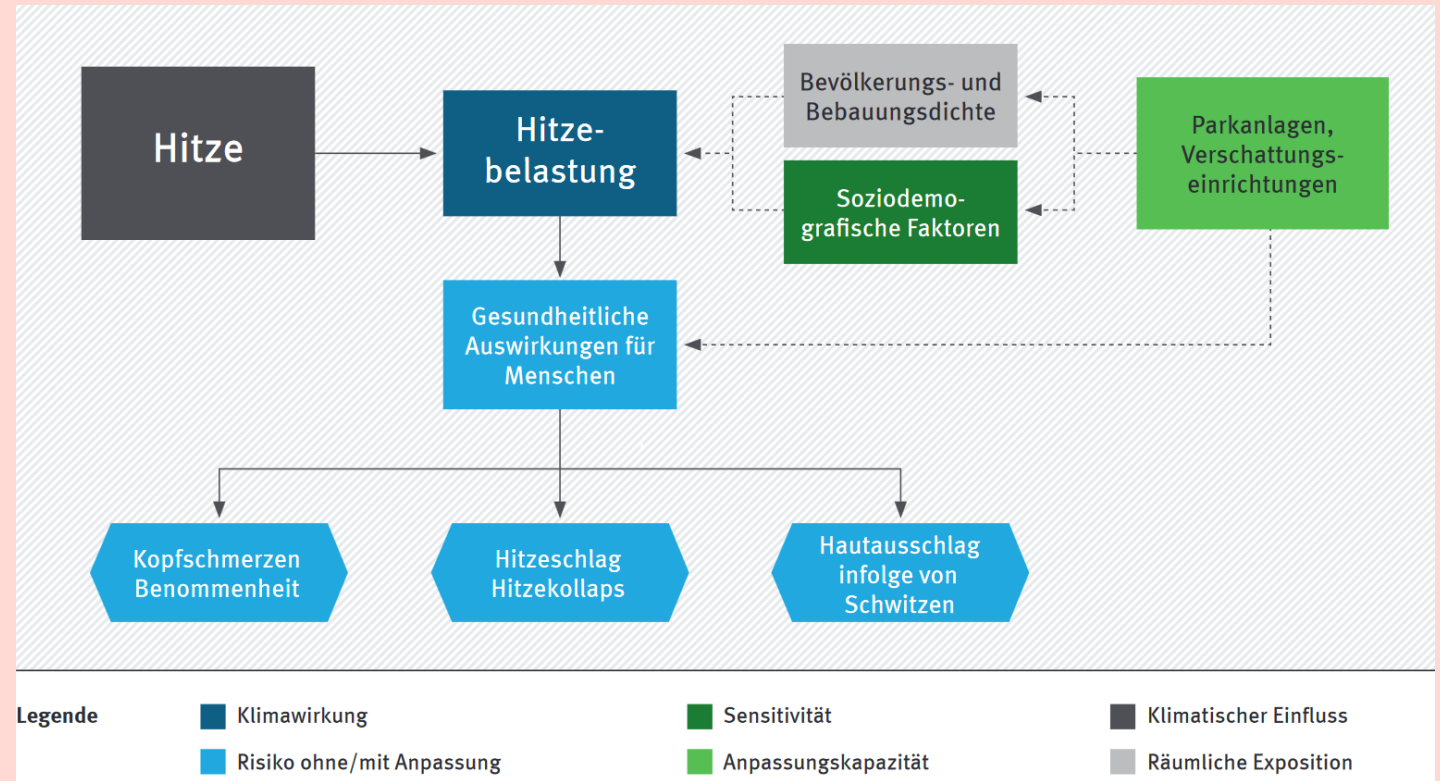 Hitze
Hitze-
belastung
Bevölkerungs- und
Bebauungsdichte
Soziodemo-
grafische Faktoren
Parkanlagen,
Verschattungs-
einrichtungen
Gesundheitliche
Auswirkungen für
Menschen
Kopfschmerzen
Benommenheit
Hitzeschlag
Hitzekollaps
Hautausschlag
infolge von
Schwitzen
Legende
Klimawirkung
Sensitivität
Klimatischer Einfluss
Risiko ohne/mit Anpassung
Anpassungskapazität
Räumliche Exposition